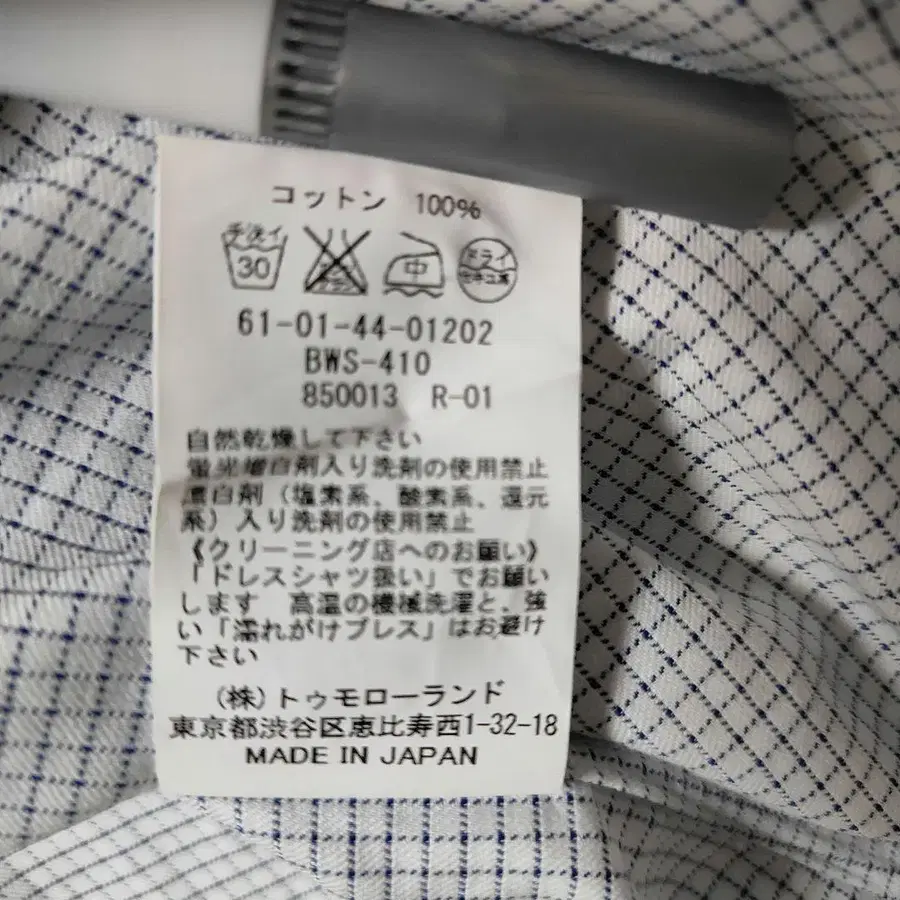 コットン 100%
手洗イ
30
中
ドライ
61-01-44-01202
BWS-410
850013 R-01
自然乾燥して下さい
蛍光増白剤入り洗剤の使用禁止
漂白剤（塩素系、酸素系、還元
系）入り洗剤の使用禁止
《クリーニング店へのお願い》
「ドレスシャツ扱い」でお願い
します 高温の機械洗濯と、強
い「濡れがけプレス」はお避け
下さい
(株)トゥモローランド
東京都渋谷区恵比寿西1-32-18
MADE IN JAPAN